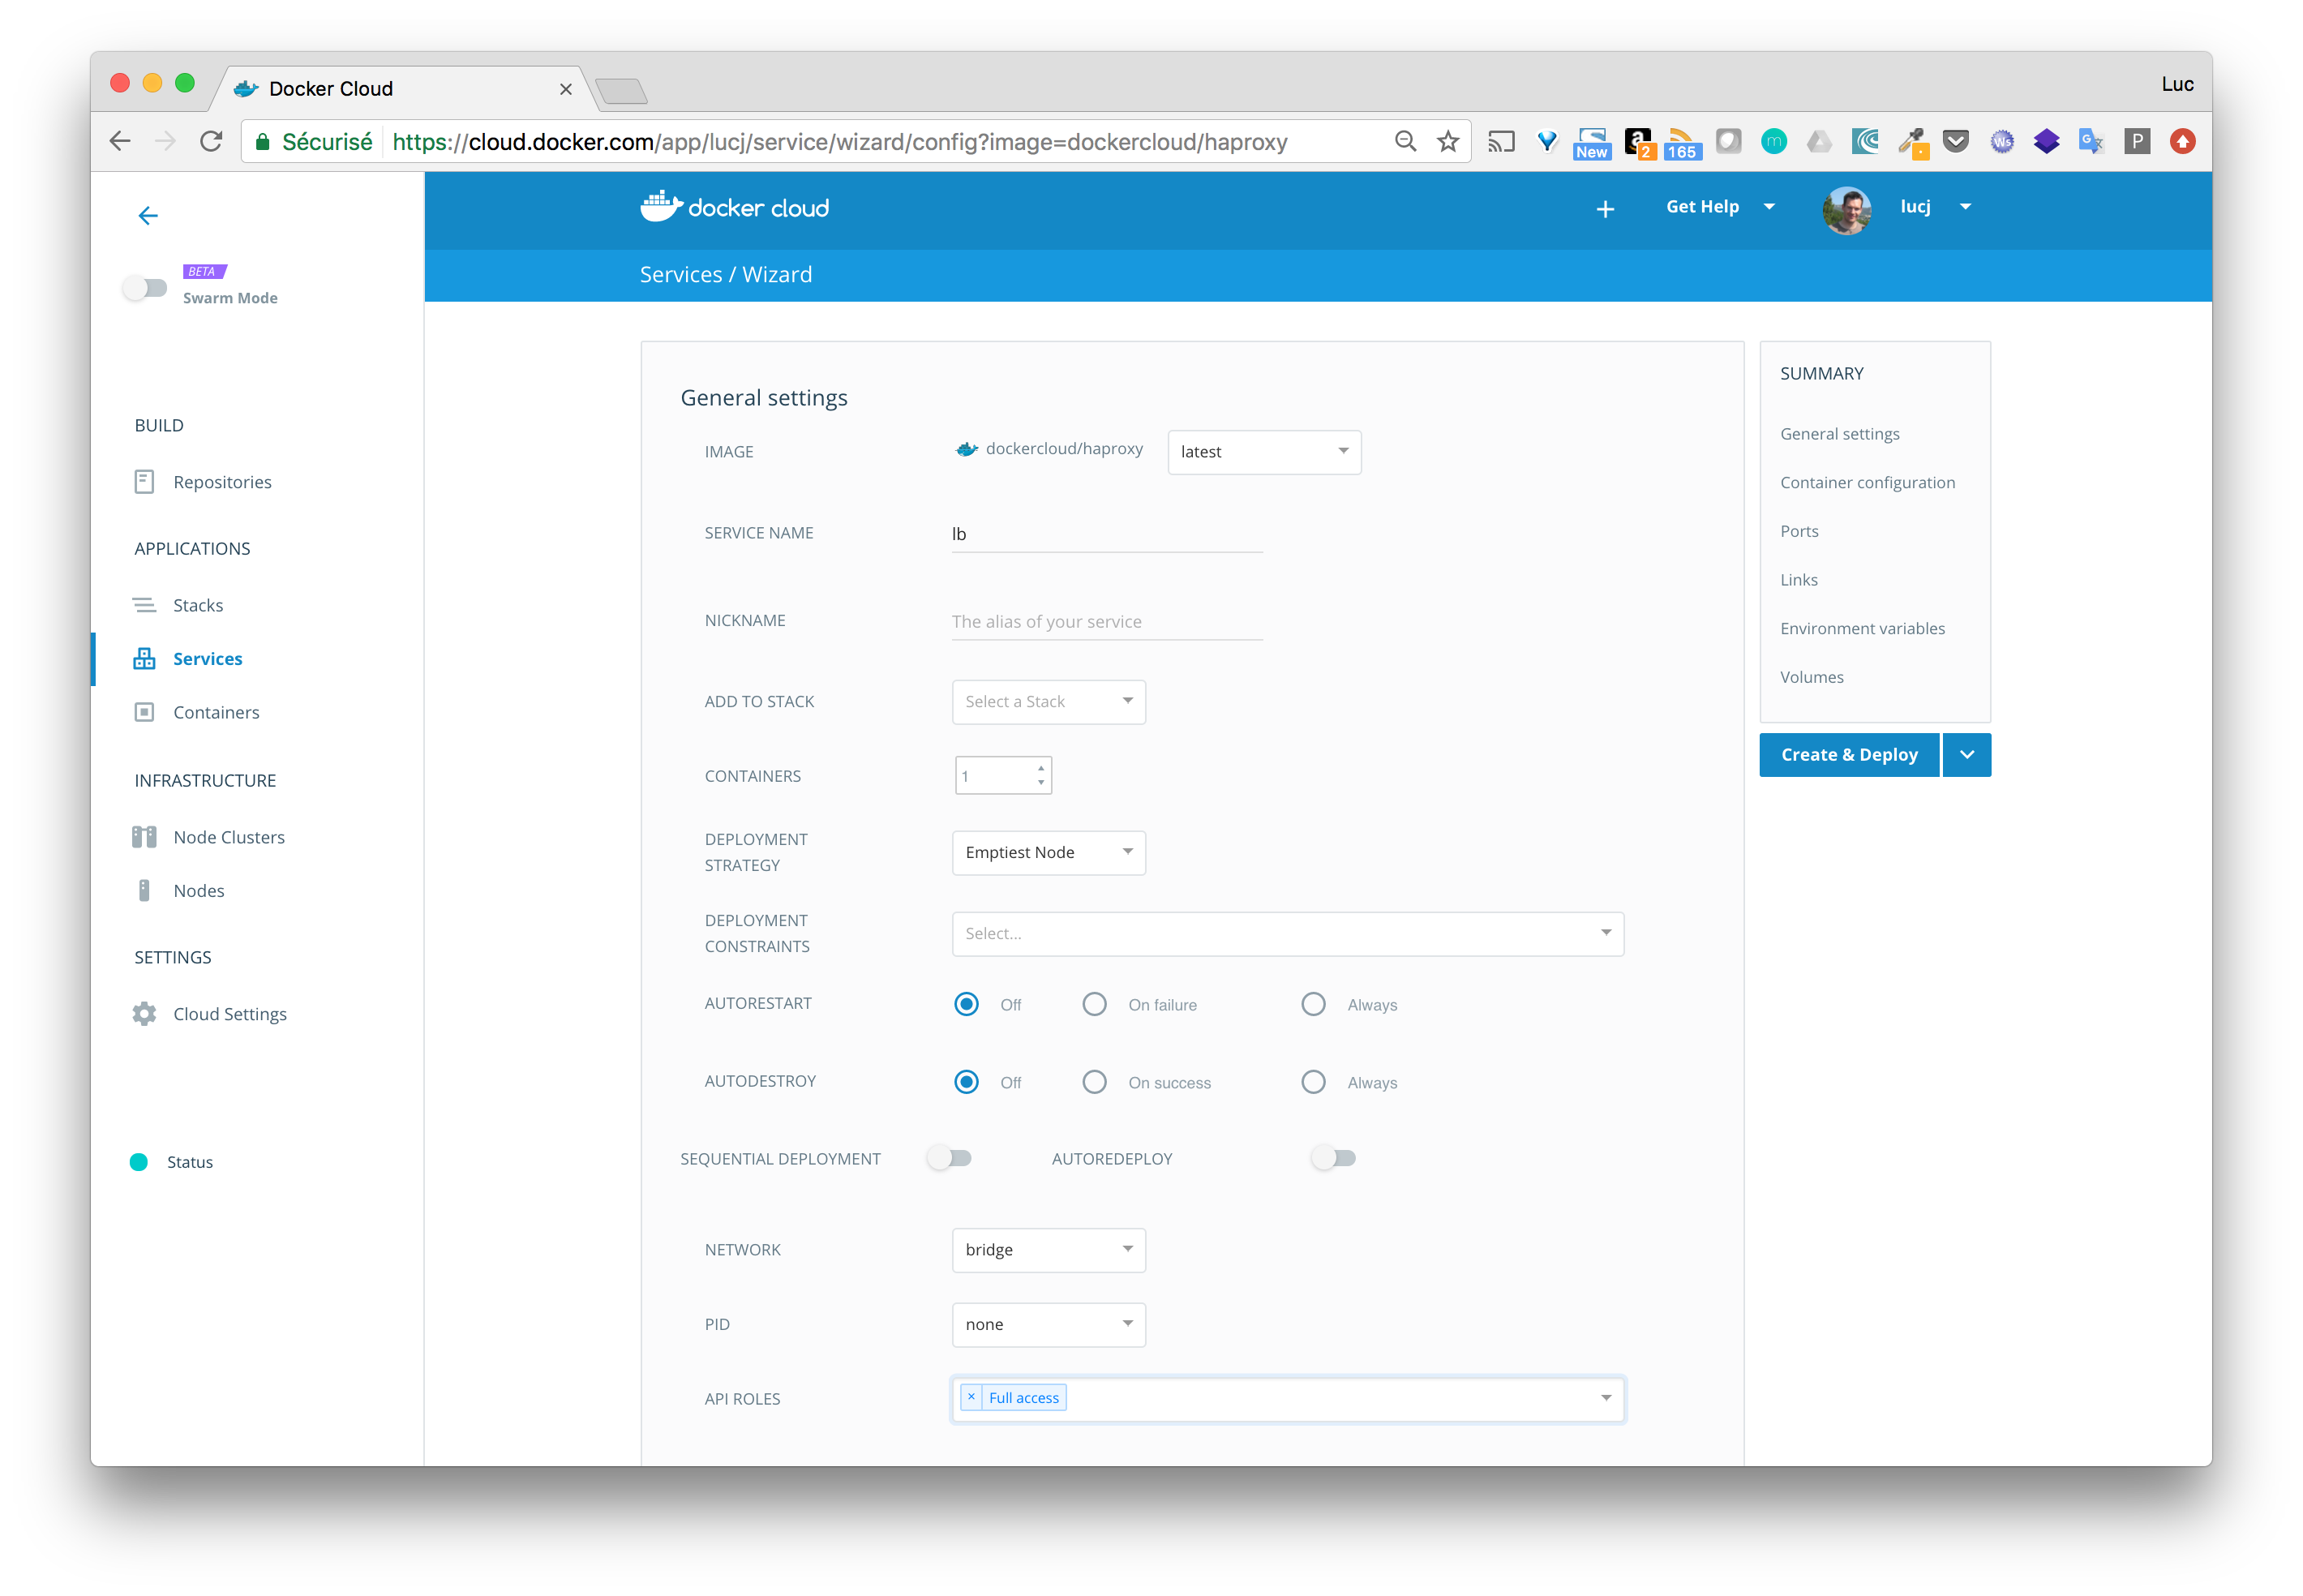 Docker Cloud
Luc
Sécurisé
https://cloud.docker.com/app/lucj/service/wizard/config?image=dockercloud/haproxy
New
a
2
165
m
Ws
G
P
docker cloud
Get Help
lucj
Services / Wizard
BETA
Swarm Mode
BUILD
Repositories
APPLICATIONS
Stacks
Services
Containers
INFRASTRUCTURE
Node Clusters
Nodes
SETTINGS
Cloud Settings
Status
General settings
IMAGE
dockercloud/haproxy
latest
SERVICE NAME
lb
NICKNAME
The alias of your service
ADD TO STACK
Select a Stack
CONTAINERS
1
DEPLOYMENT
STRATEGY
Emptiest Node
DEPLOYMENT
CONSTRAINTS
Select...
AUTORESTART
Off
On failure
Always
AUTODESTROY
Off
On success
Always
SEQUENTIAL DEPLOYMENT
AUTOREDEPLOY
NETWORK
bridge
PID
none
API ROLES
× Full access
SUMMARY
General settings
Container configuration
Ports
Links
Environment variables
Volumes
Create & Deploy